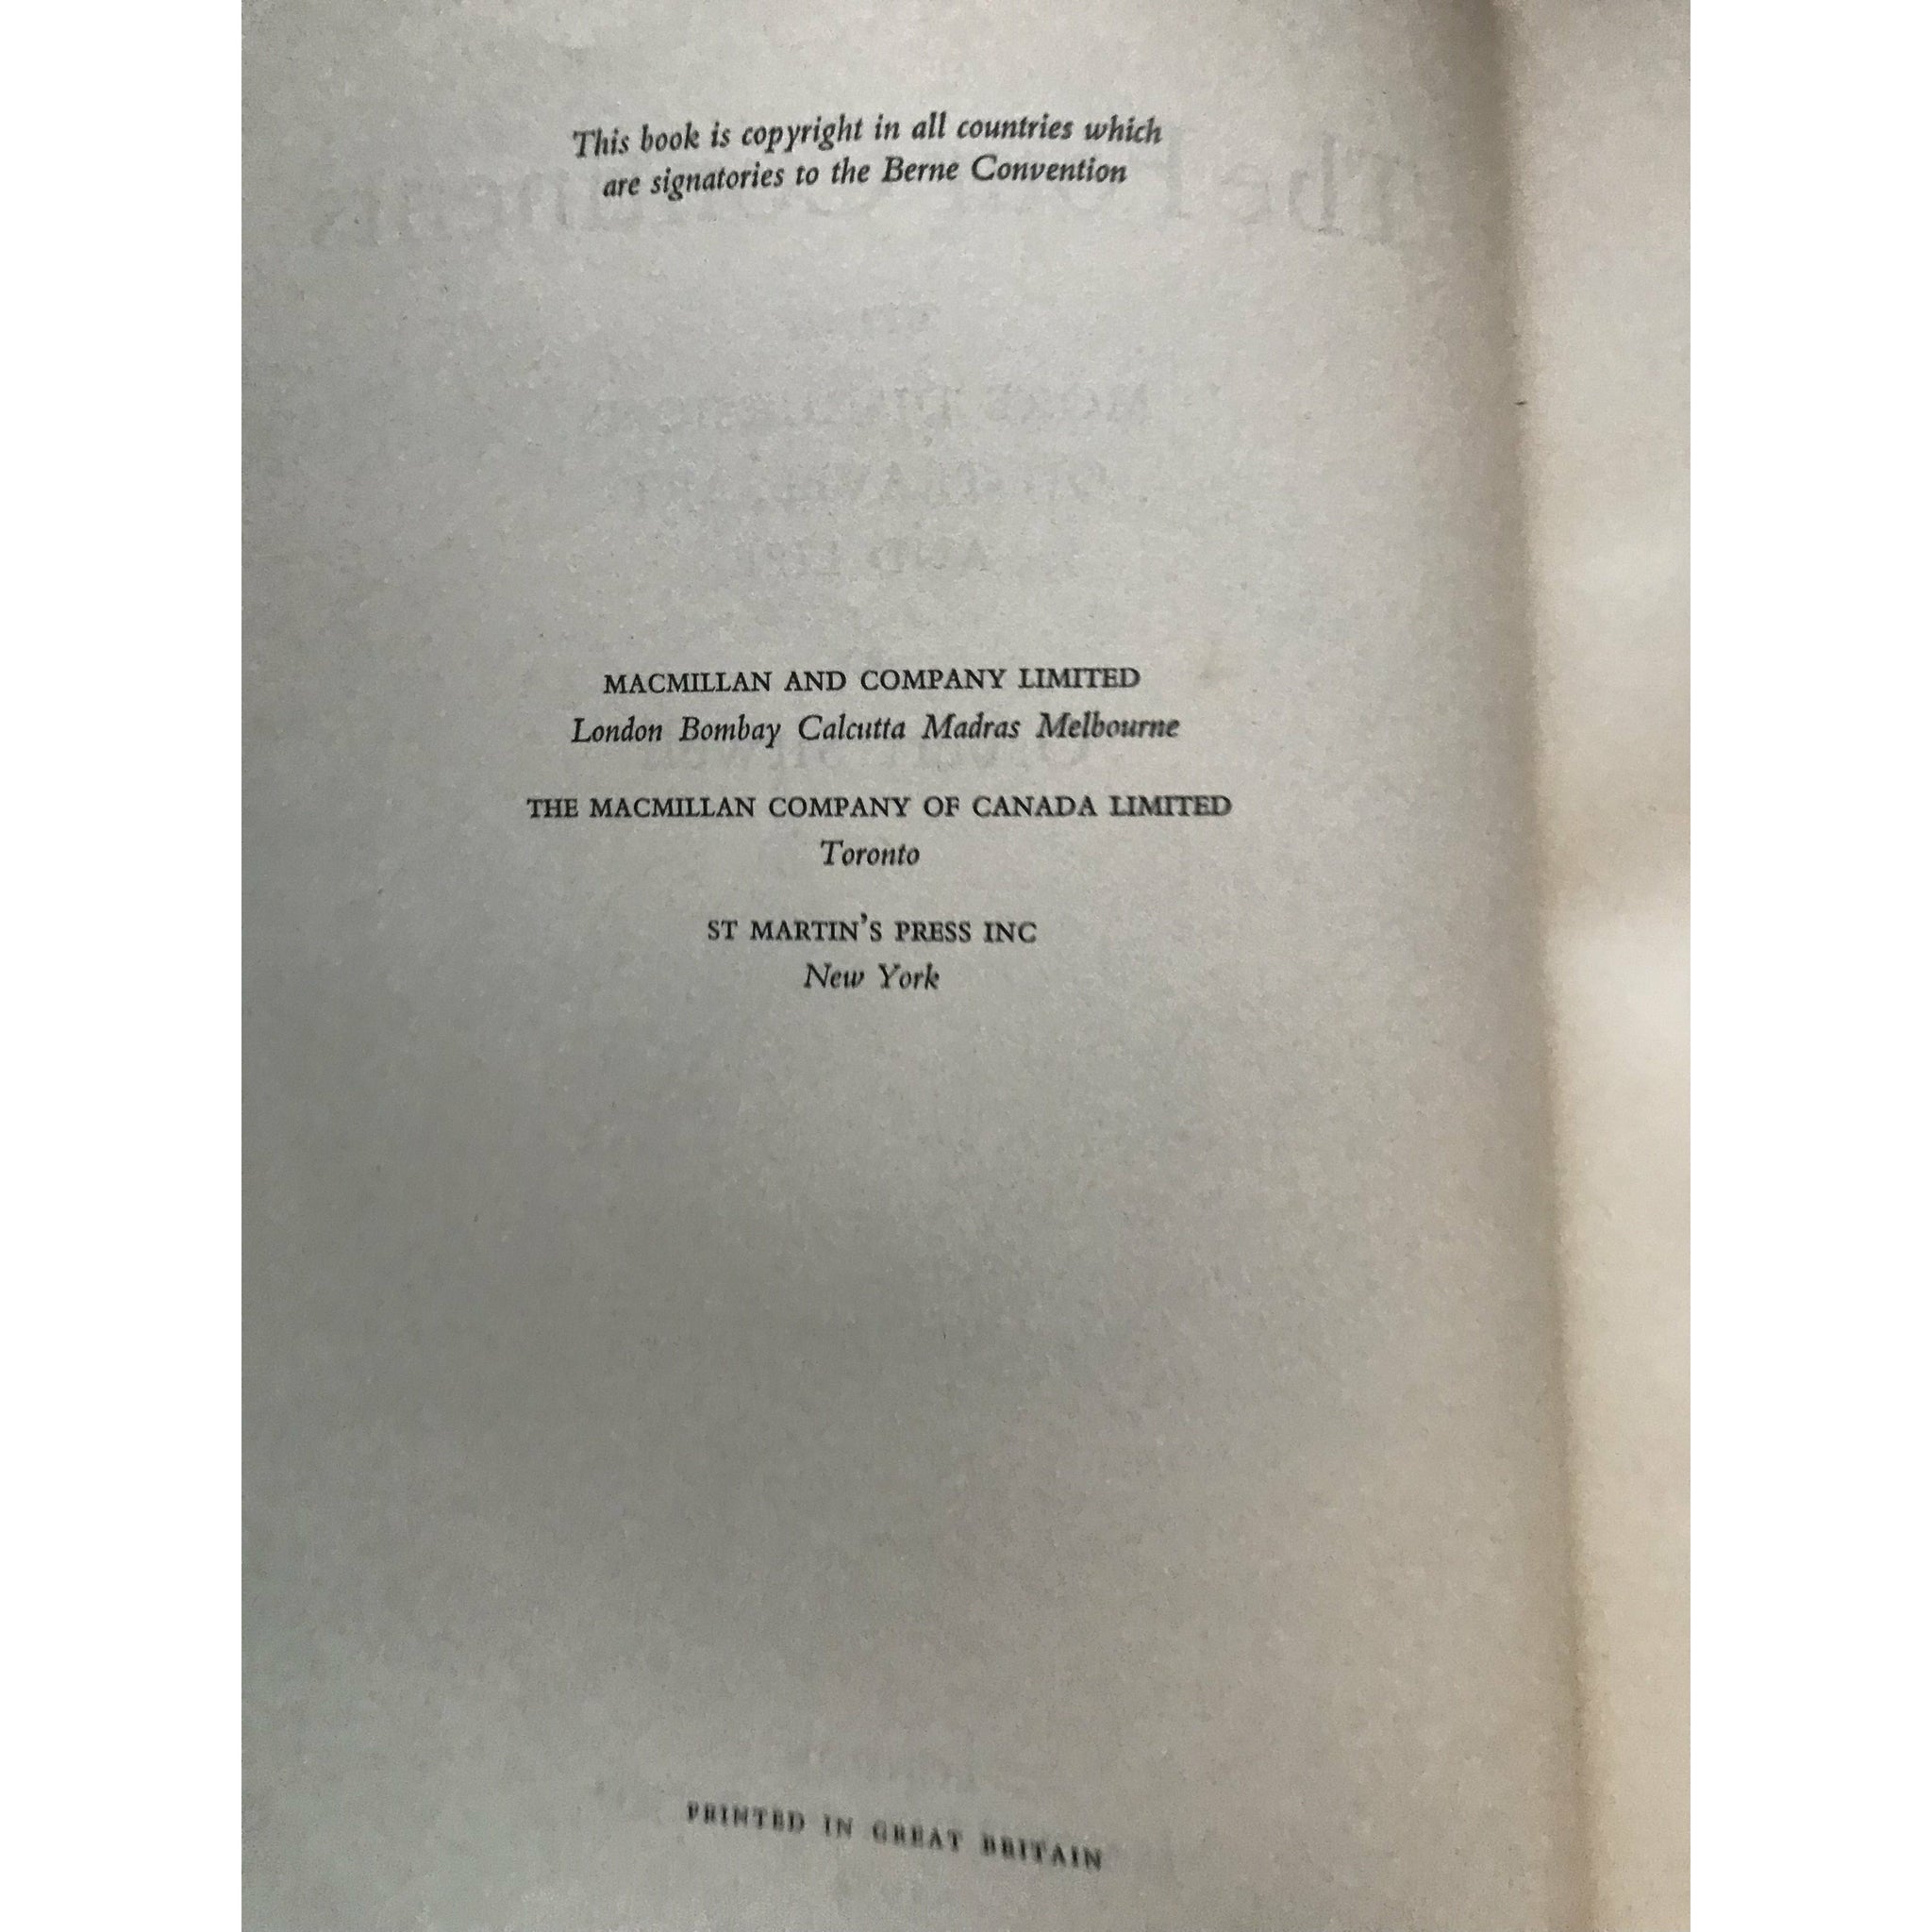 This book is copyright in all countries which
are signatories to the Berne Convention
MACMILLAN AND COMPANY LIMITED
London Bombay Calcutta Madras Melbourne
THE MACMILLAN COMPANY OF CANADA LIMITED
Toronto
ST MARTIN'S PRESS INC
New York
PRINTED IN GREAT BRITAIN